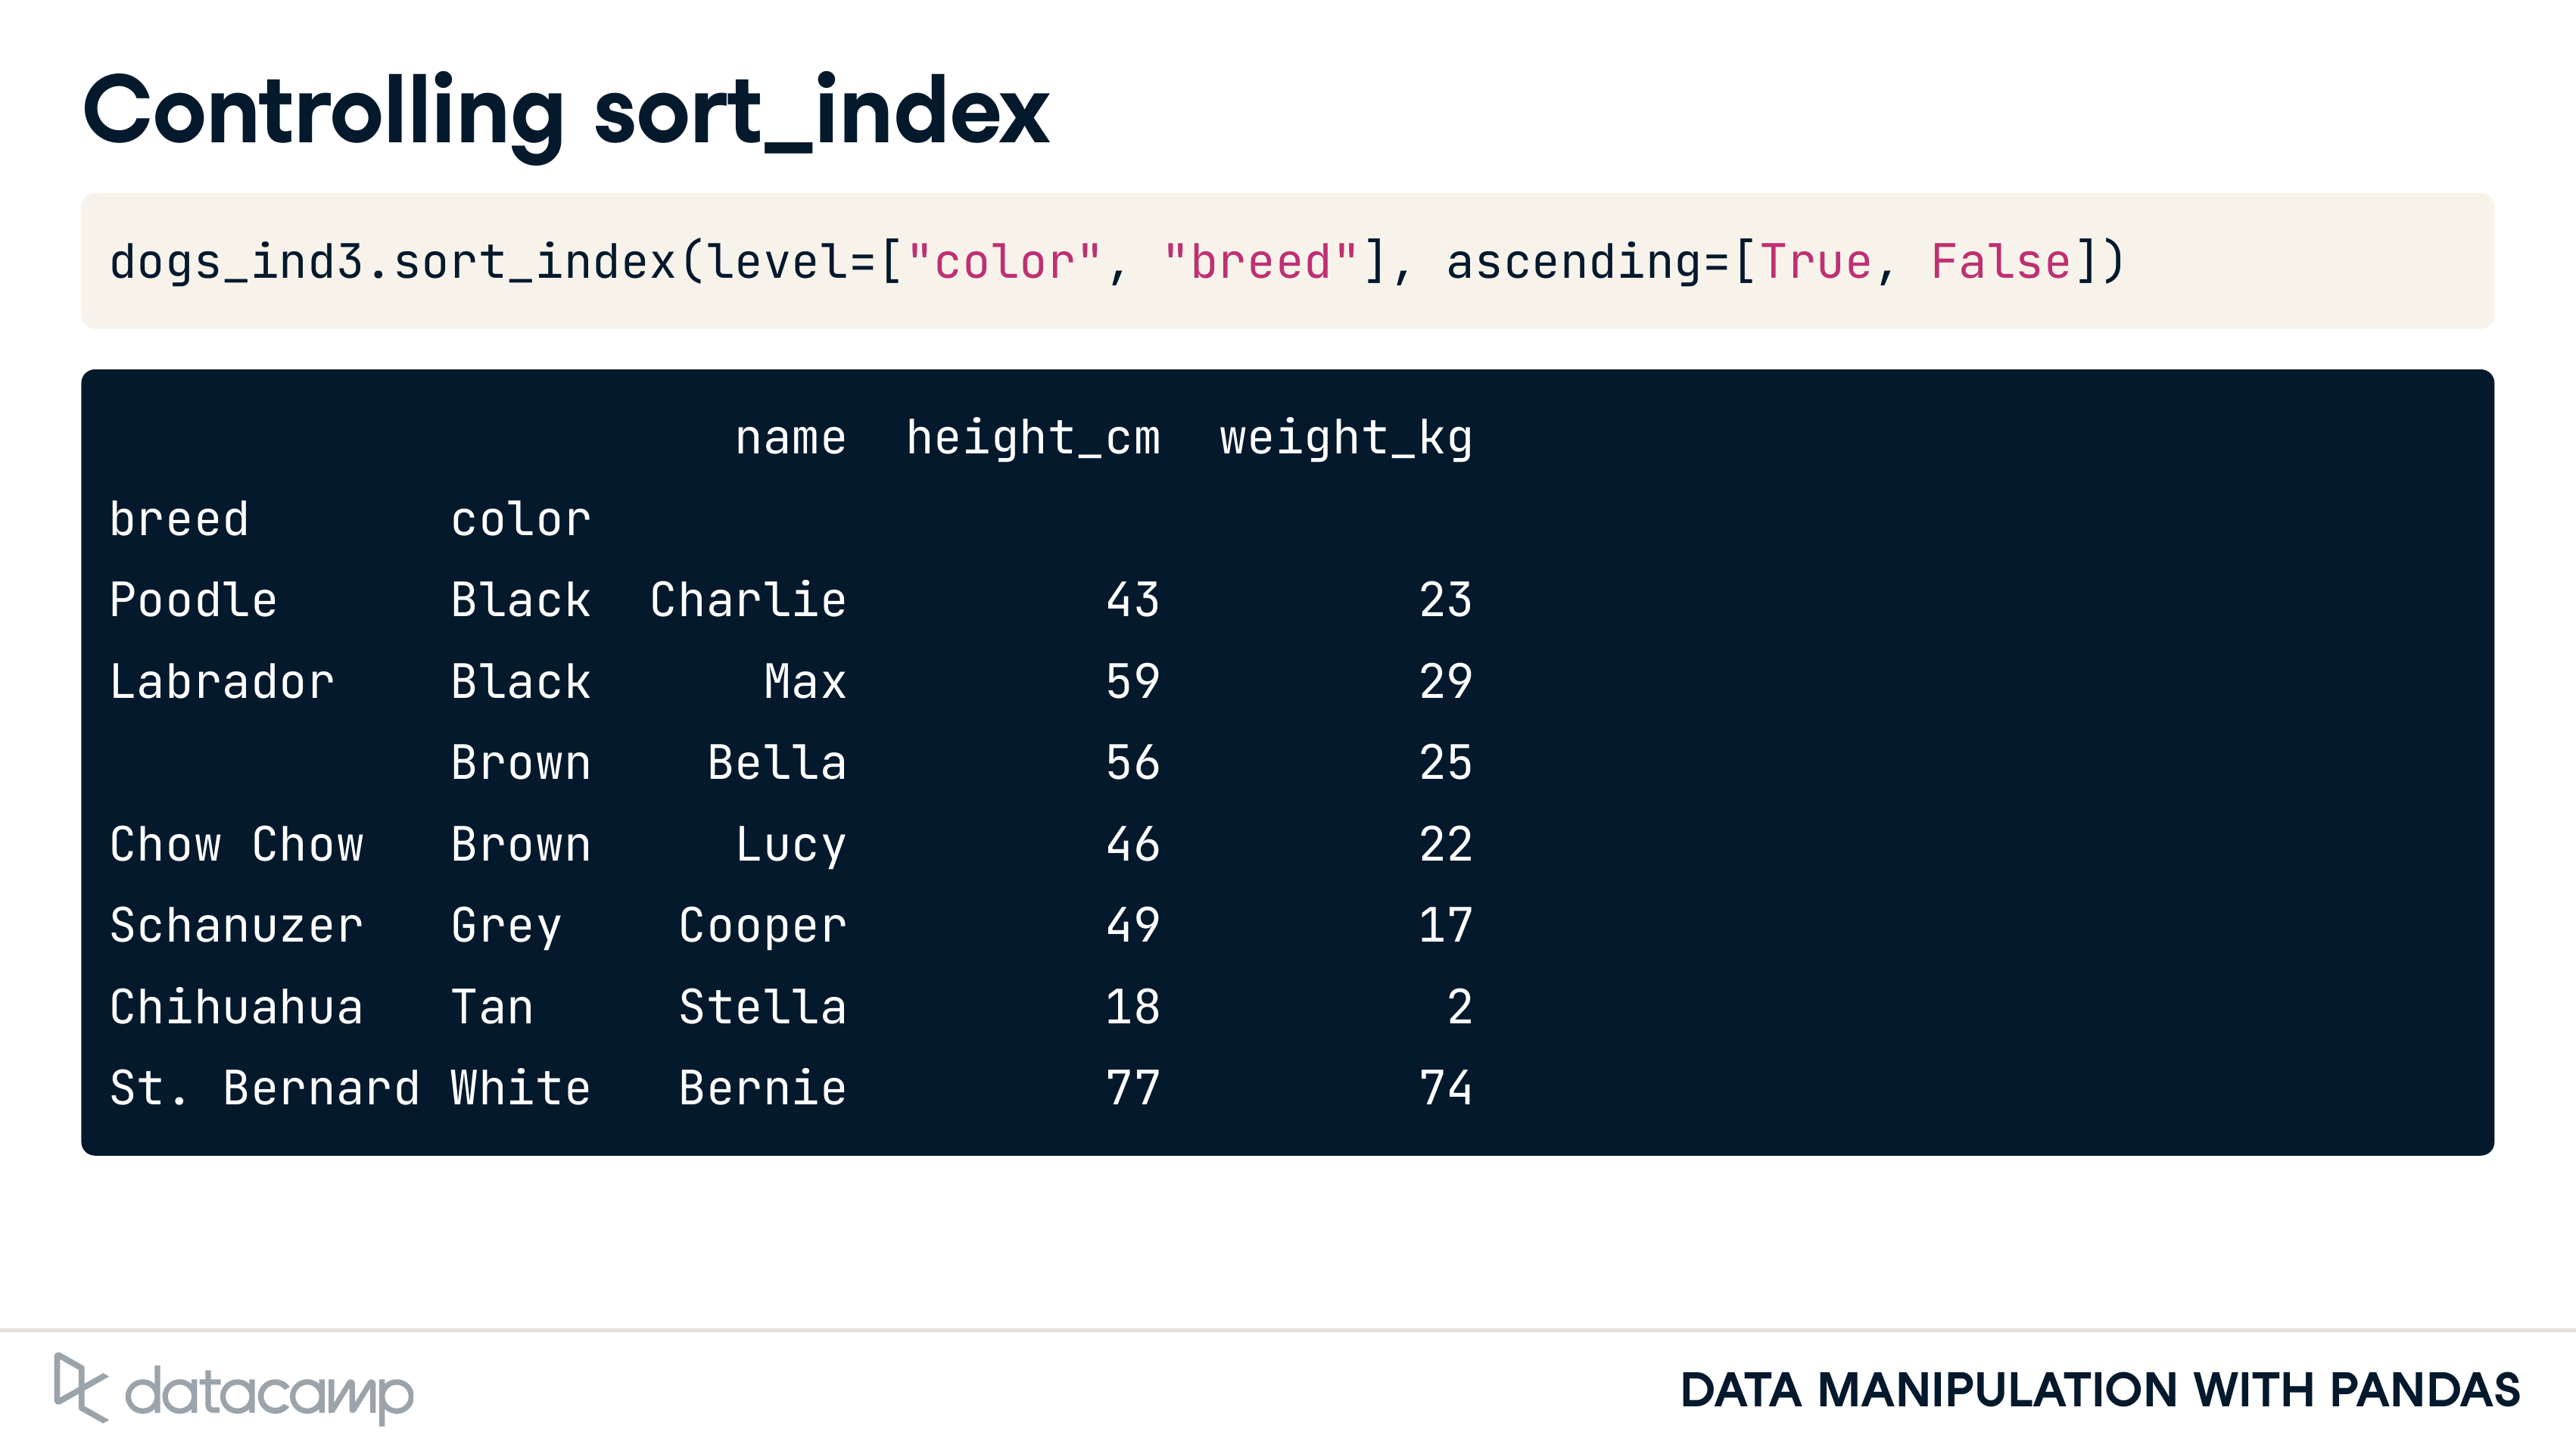 Controlling sort_index
dogs_ind3.sort_index(level=["color", "breed"], ascending=[True, False])
name height_cm weight_kg
breed color
Poodle Black Charlie 43 23
Labrador Black Max 59 29
Brown Bella 56 25
Chow Chow Brown Lucy 46 22
Schanuzer Grey Cooper 49 17
Chihuahua Tan Stella 18 2
St. Bernard White Bernie 77 74
datacamp
DATA MANIPULATION WITH PANDAS